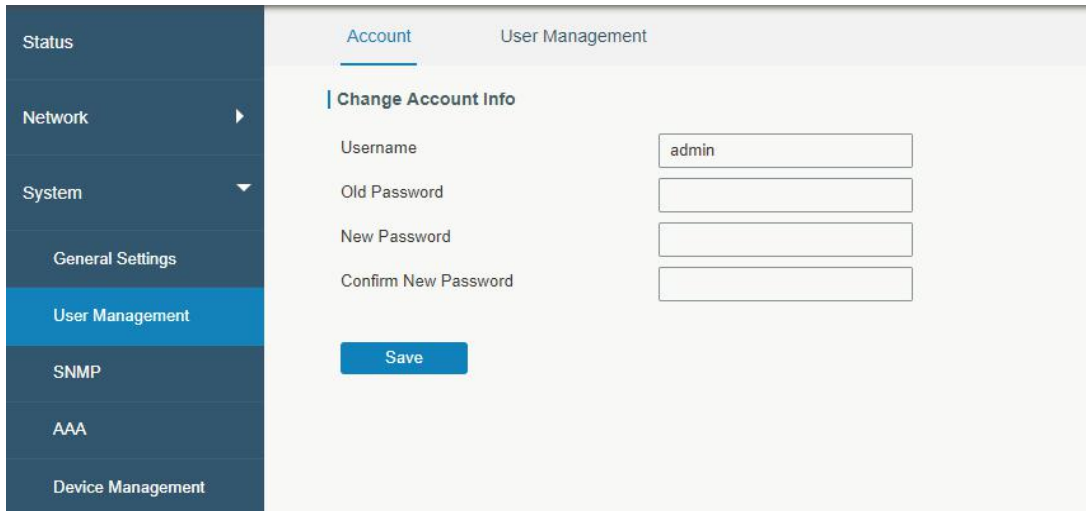 Status
Network
System
General Settings
User Management
SNMP
AAA
Device Management
Account User Management
Change Account Info
Username admin
Old Password
New Password
Confirm New Password
Save